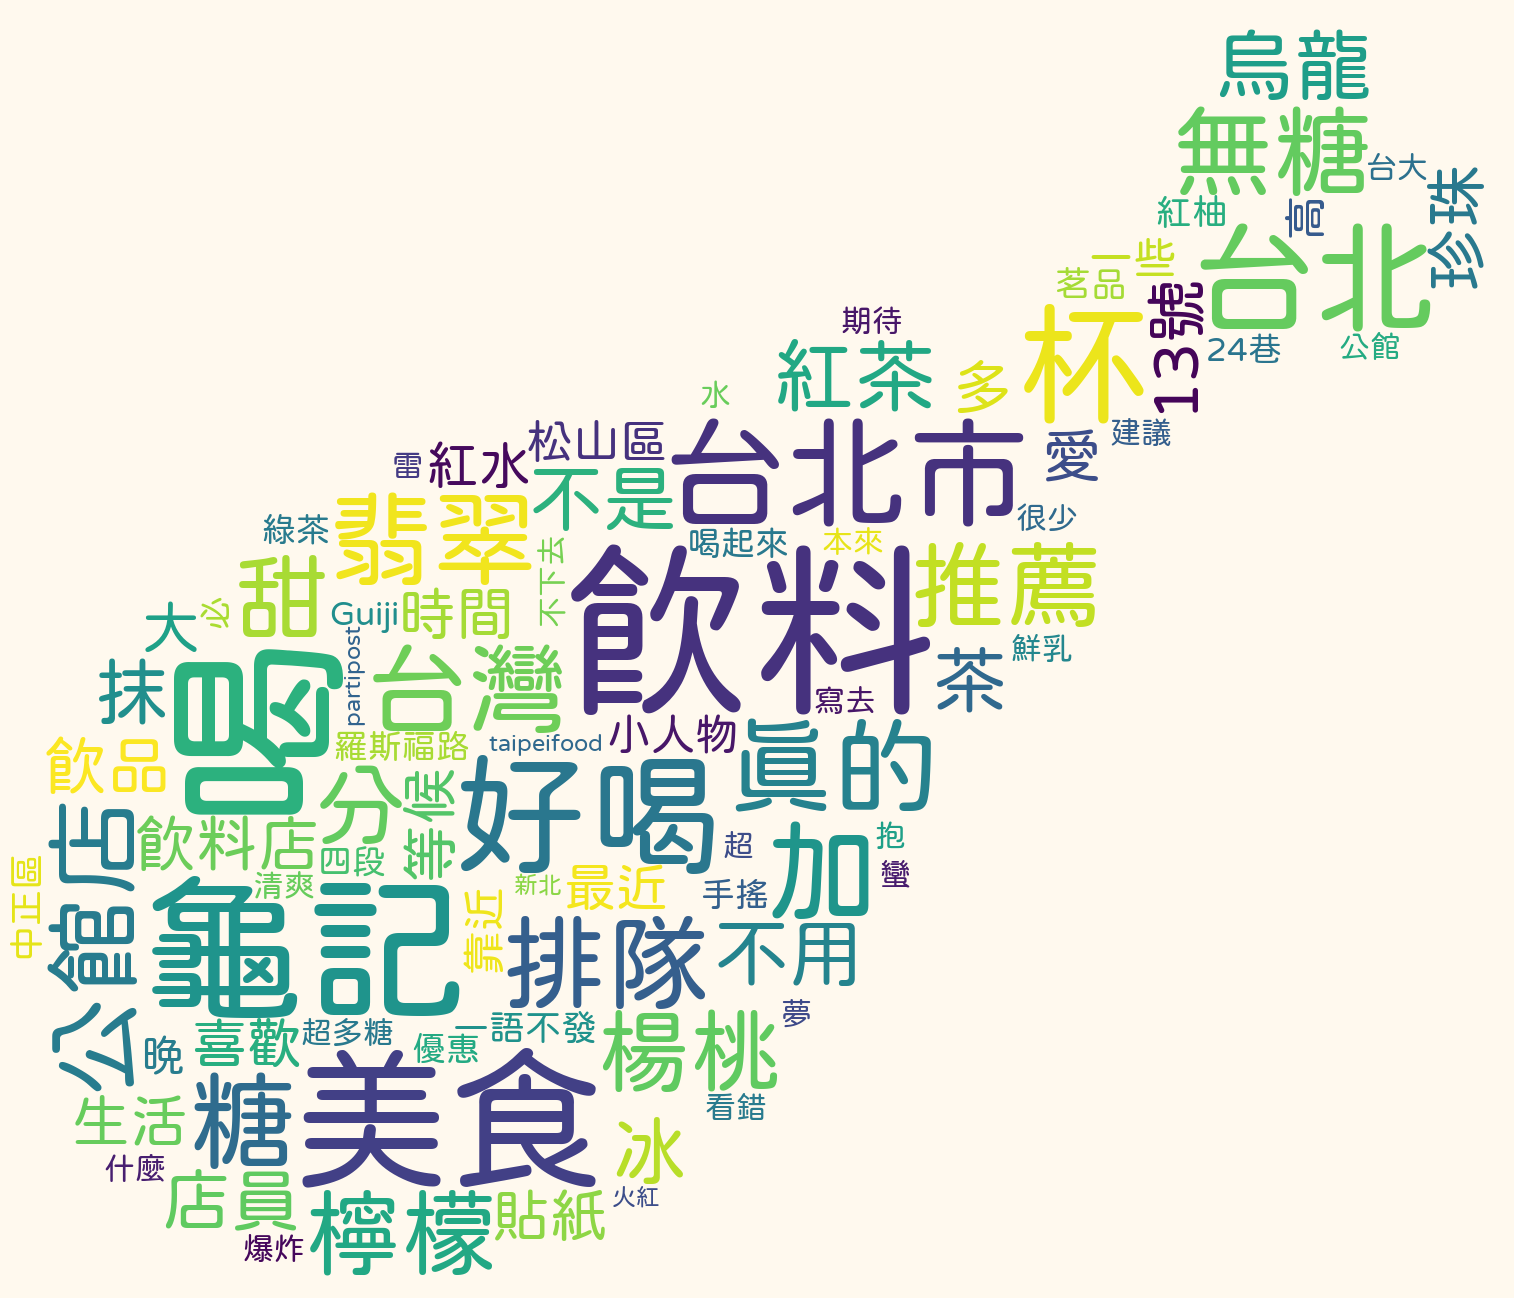 烏龍
無糖
台大
珍珠
紅柚
高
台北
一些
茗品
13號
24巷
公館
期待
杯
紅茶
多
水
建議
松山區
台北市
愛
雷
紅水
不是
翡翠
很少
綠茶
喝起來
本來
不下去
飲料
推薦
甜
Guiji
時間
必
大
partipost
鮮乳
喝
台灣
茶
抹
寫去
小人物
真的
taipeifood
羅斯福路
飲品
好喝
分
等候
公館店
飲料店
加
抱
超
四段
蠻
中正區
清爽
新北
最近
手搖
龜記
靠近
排隊
不用
夢
喜歡
超多糖
一語不發
楊桃
優惠
晚
美食
糖
生活
看錯
冰
什麼
店員
檸檬
貼紙
火紅
爆炸